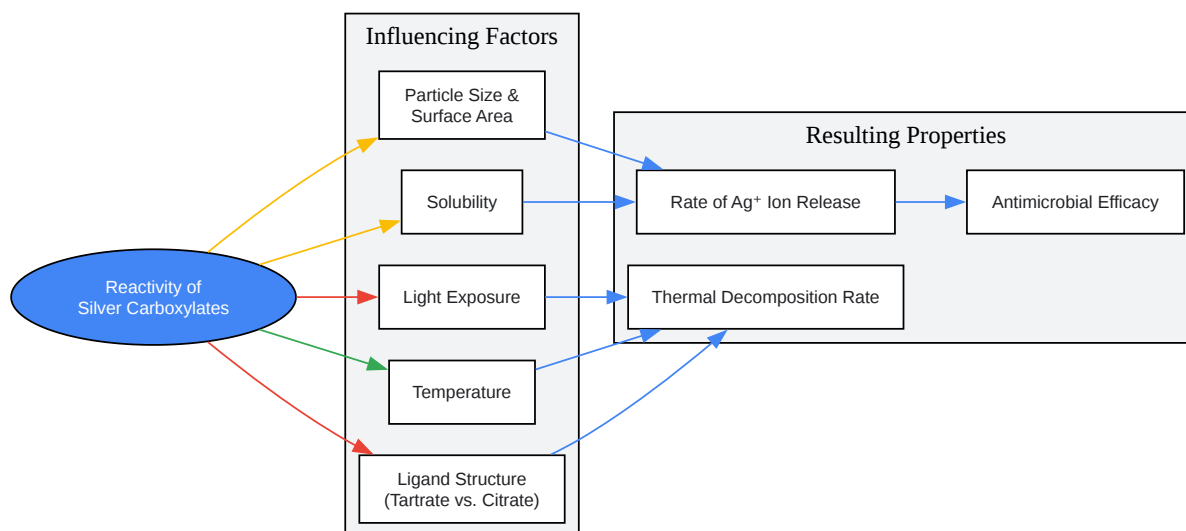 Influencing Factors
Particle Size &
Surface Area
Solubility
Light Exposure
Temperature
Ligand Structure
(Tartrate vs. Citrate)
Reactivity of
Silver Carboxylates
Resulting Properties
Rate of Ag⁺ Ion Release
Antimicrobial Efficacy
Thermal Decomposition Rate